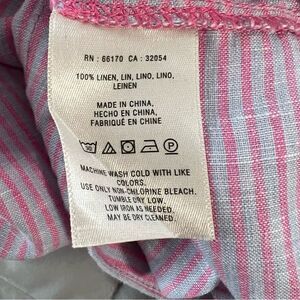 RN : 66170 CA : 32054
100% LINEN, LIN, LINO, LINO,
LEINEN
MADE IN CHINA,
HECHO EN CHINA,
FABRIQUÉ EN CHINE
MACHINE WASH COLD WITH LIKE
COLORS.
USE ONLY NON-CHLORINE BLEACH.
TUMBLE DRY LOW.
LOW IRON AS NEEDED.
MAY BE DRY CLEANED.